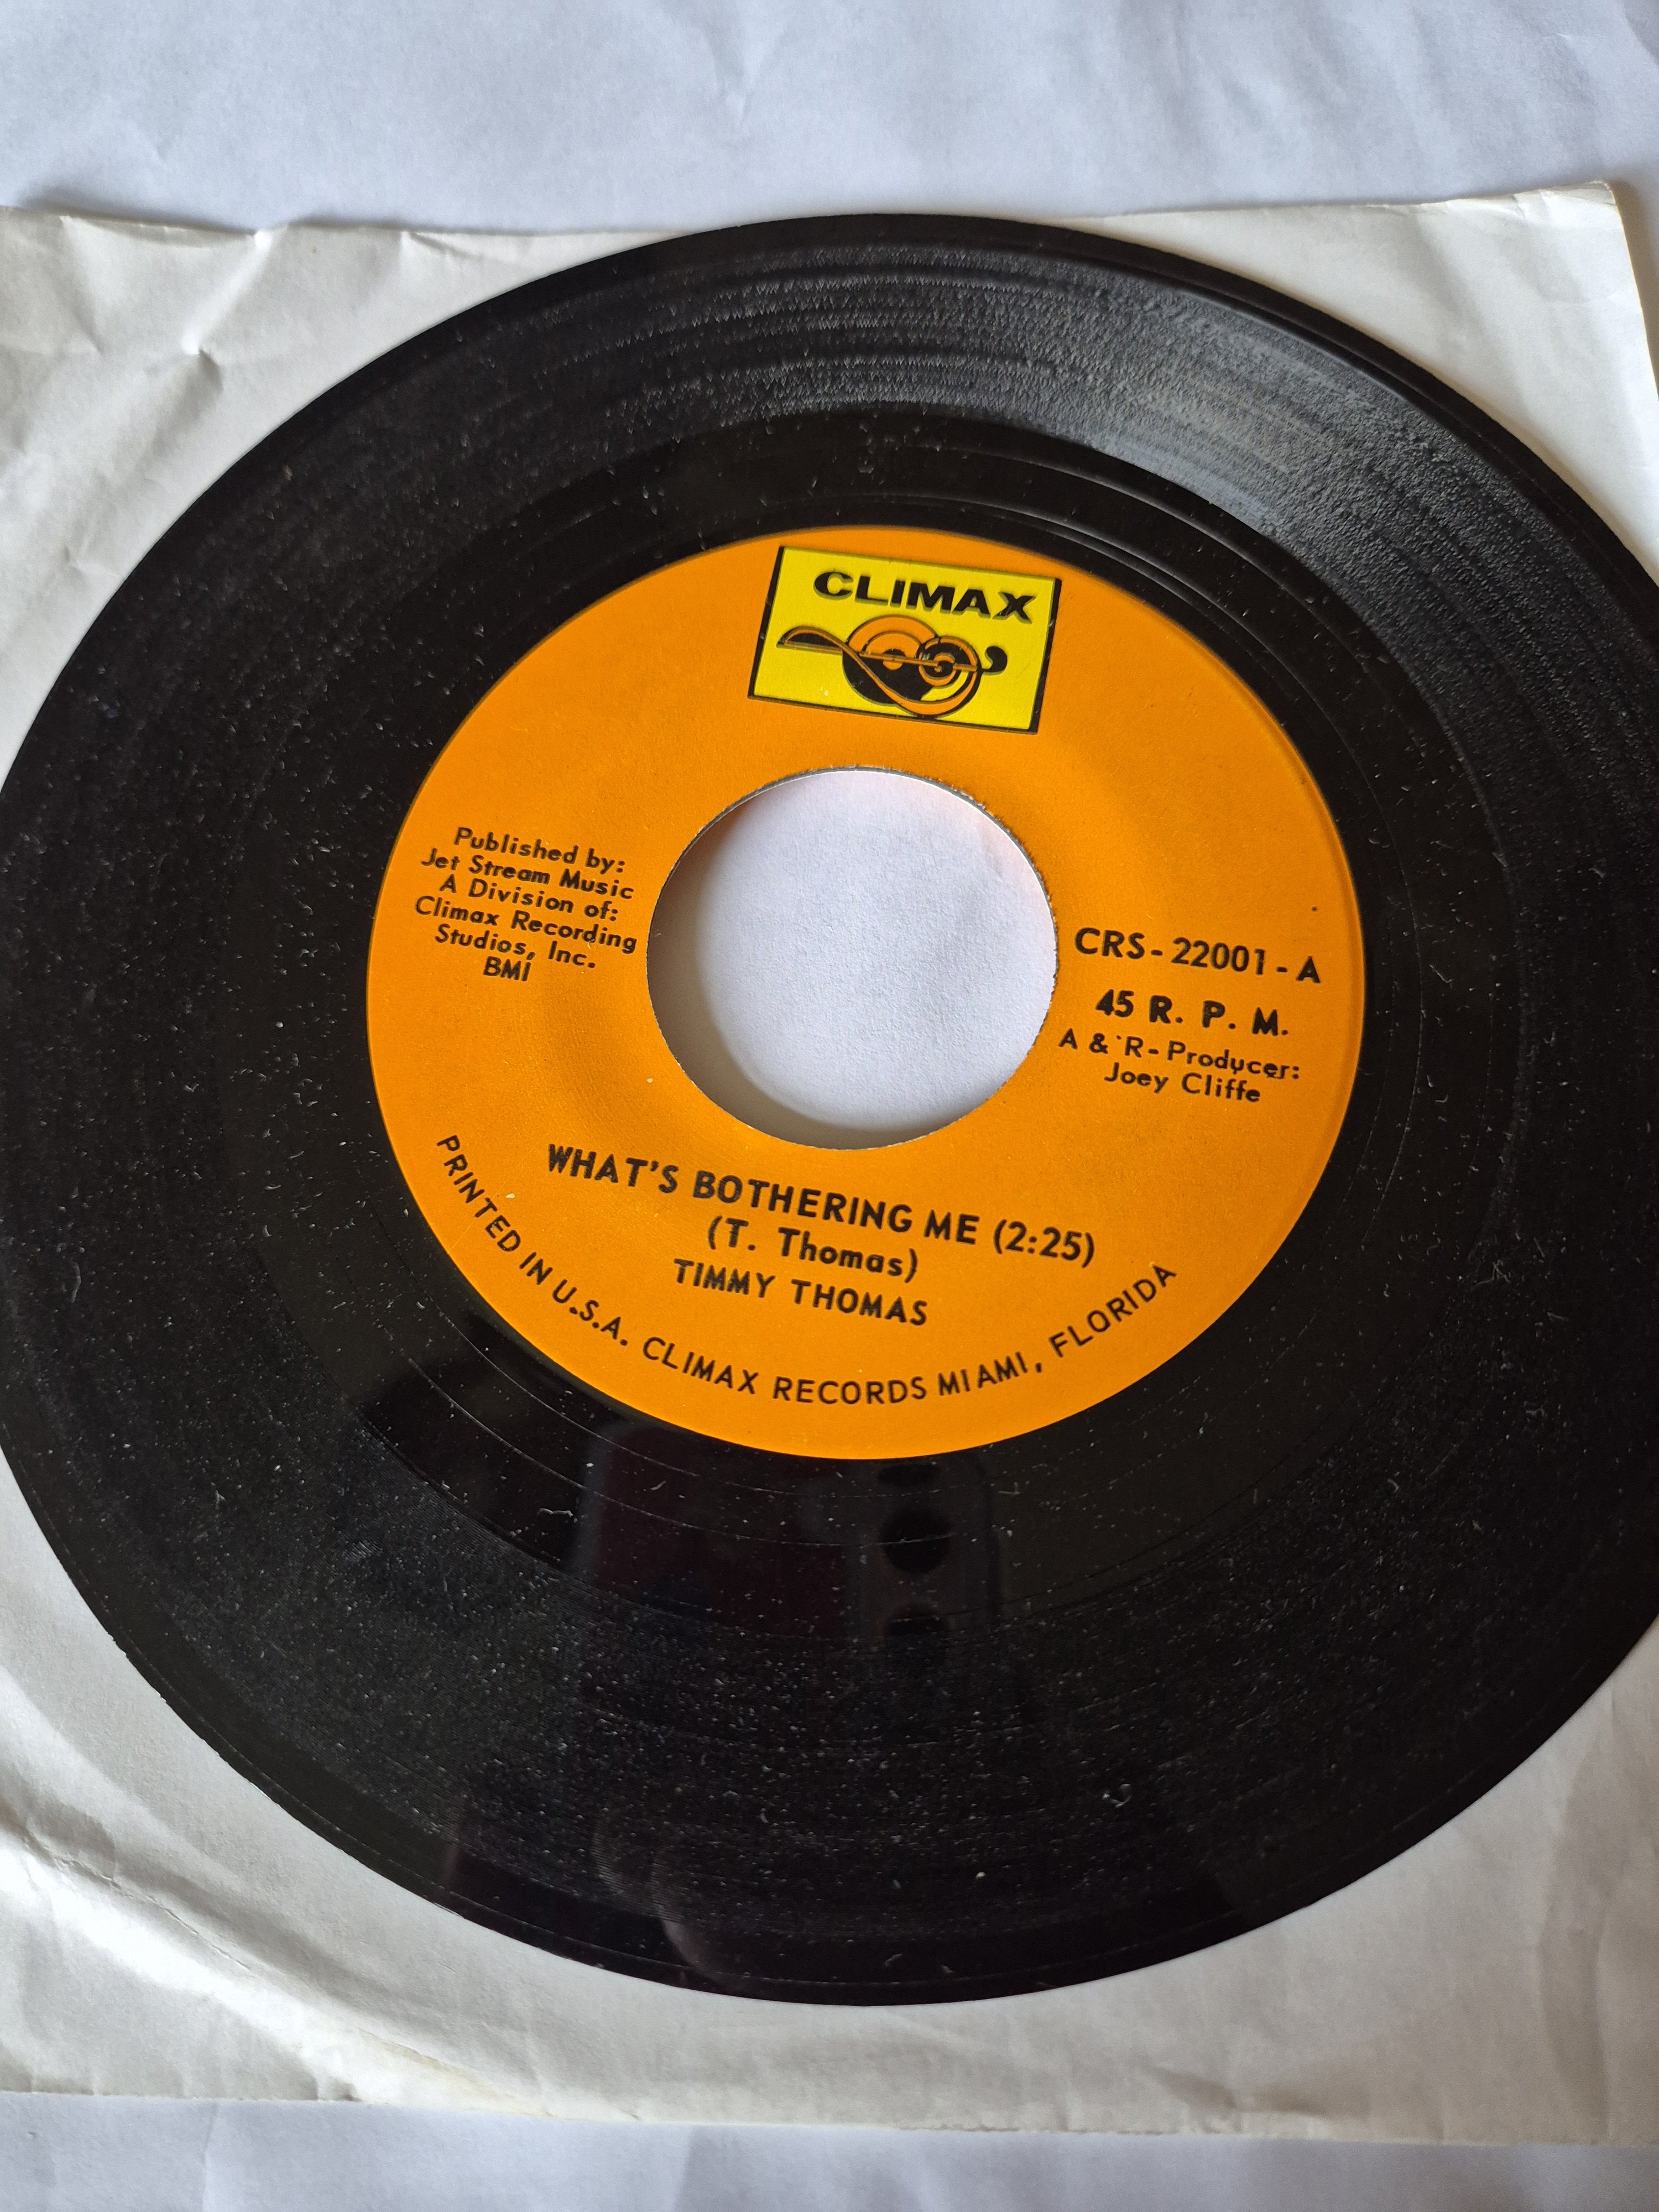 CLIMAX
Published by:
Jet Stream Music
A Division of:
Climax Recording
Studios, Inc.
BMI
CRS-22001-A
45 R. P. M.
A & R-Producer:
Joey Cliffe
WHAT'S BOTHERING ME (2:25)
(T. Thomas)
TIMMY THOMAS
PRINTED IN U.S.A. CLIMAX RECORDS MIAMI, FLORIDA